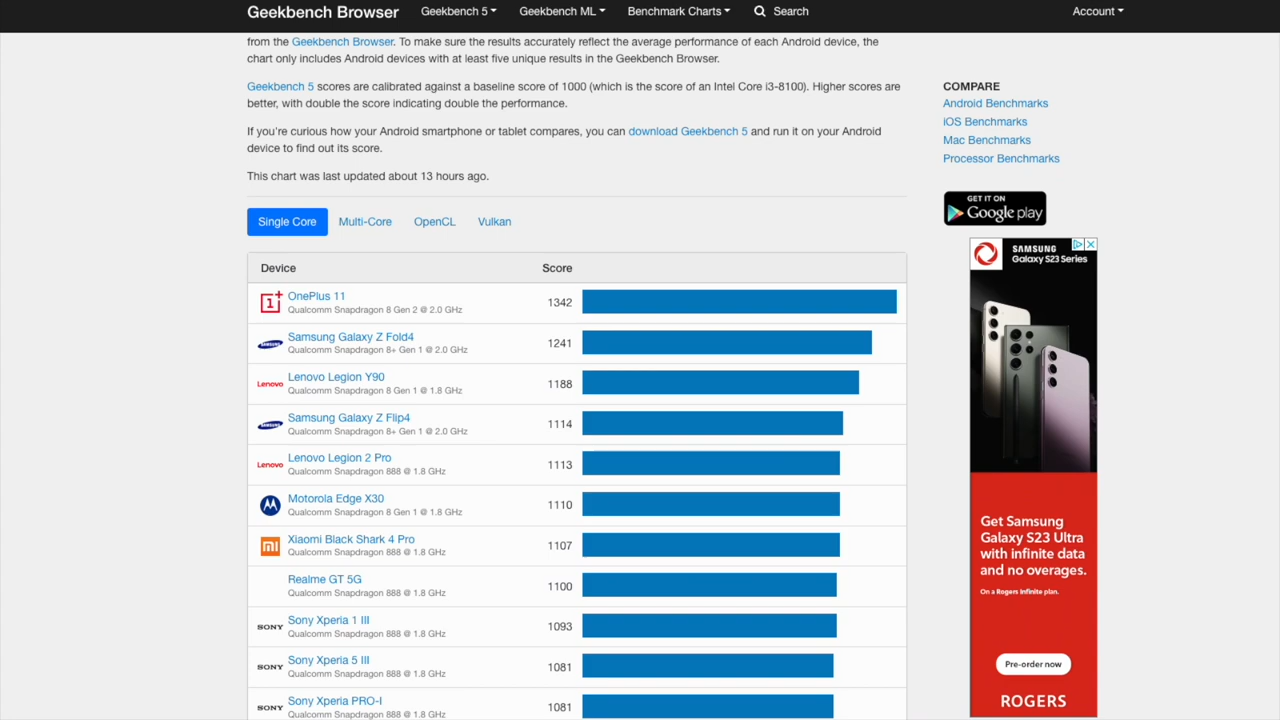 Geekbench Browser
Geekbench 5
Geekbench ML
Benchmark Charts
Search
Account
from the Geekbench Browser. To make sure the results accurately reflect the average performance of each Android device, the
chart only includes Android devices with at least five unique results in the Geekbench Browser.
Geekbench 5 scores are calibrated against a baseline score of 1000 (which is the score of an Intel Core i3-8100). Higher scores are
better, with double the score indicating double the performance.
If you're curious how your Android smartphone or tablet compares, you can download Geekbench 5 and run it on your Android
device to find out its score.
This chart was last updated about 13 hours ago.
Single Core
Multi-Core
OpenCL
Vulkan
Device
Score
OnePlus 11
Qualcomm Snapdragon 8 Gen 2 @ 2.0 GHz
1342
SAMSUNG
Samsung Galaxy Z Fold4
Qualcomm Snapdragon 8+ Gen 1 @ 2.0 GHz
1241
Lenovo
Lenovo Legion Y90
Qualcomm Snapdragon 8 Gen 1 @ 1.8 GHz
1188
SAMSUNG
Samsung Galaxy Z Flip4
Qualcomm Snapdragon 8+ Gen 1 @ 2.0 GHz
1114
Lenovo
Lenovo Legion 2 Pro
Qualcomm Snapdragon 888 @ 1.8 GHz
1113
Motorola Edge X30
Qualcomm Snapdragon 8 Gen 1 @ 1.8 GHz
1110
Xiaomi Black Shark 4 Pro
Qualcomm Snapdragon 888 @ 1.8 GHz
1107
Realme GT 5G
Qualcomm Snapdragon 888 @ 1.8 GHz
1100
SONY
Sony Xperia 1 III
Qualcomm Snapdragon 888 @ 1.8 GHz
1093
SONY
Sony Xperia 5 III
Qualcomm Snapdragon 888 @ 1.8 GHz
1081
SONY
Sony Xperia PRO-I
Qualcomm Snapdragon 888 @ 1.8 GHz
1081
COMPARE
Android Benchmarks
iOS Benchmarks
Mac Benchmarks
Processor Benchmarks
GET IT ON
Google play
SAMSUNG
Galaxy S23 Series
Get Samsung
Galaxy S23 Ultra
with infinite data
and no overages.
On a Rogers Infinite plan.
Pre-order now
ROGERS